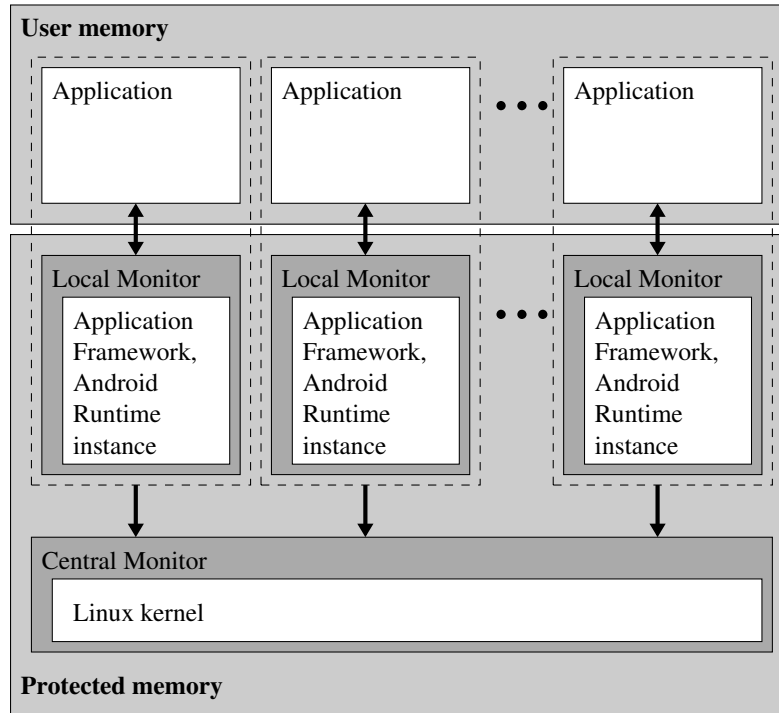 User memory
Application
Application
Application
Local Monitor
Application
Framework,
Android
Runtime
instance
Local Monitor
Application
Framework,
Android
Runtime
instance
Local Monitor
Application
Framework,
Android
Runtime
instance
Central Monitor
Linux kernel
Protected memory